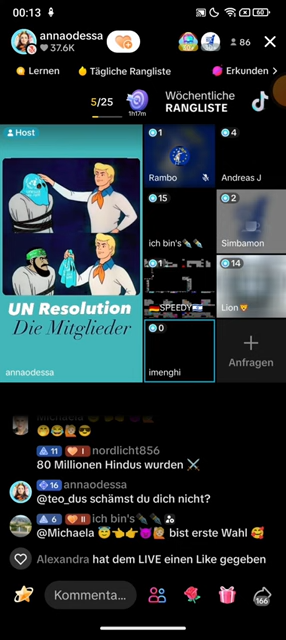 00:13
60
annaodessa
37.6K
86
Lernen
Tägliche Rangliste
Erkunden >
5/25
1h17m
Wöchentliche
RANGLISTE
Host
1
Rambo
4
Andreas J
15
ich bin's✒️✒️
2
Simbamon
1
🇩🇪SPEEDY🇮🇱
14
Lion🦁
UN Resolution
Die Mitglieder
annaodessa
0
imenghi
+
Anfragen
Michaela
11 I nordlicht856
80 Millionen Hindus wurden ⚔️
16 annaodessa
@teo_dus schämst du dich nicht?
6 II ich bin's✒️✒️
@Michaela 😇👈👉😈🙋🏼 bist erste Wahl 🥰
Alexandra hat dem LIVE einen Like gegeben
Kommenta...
166